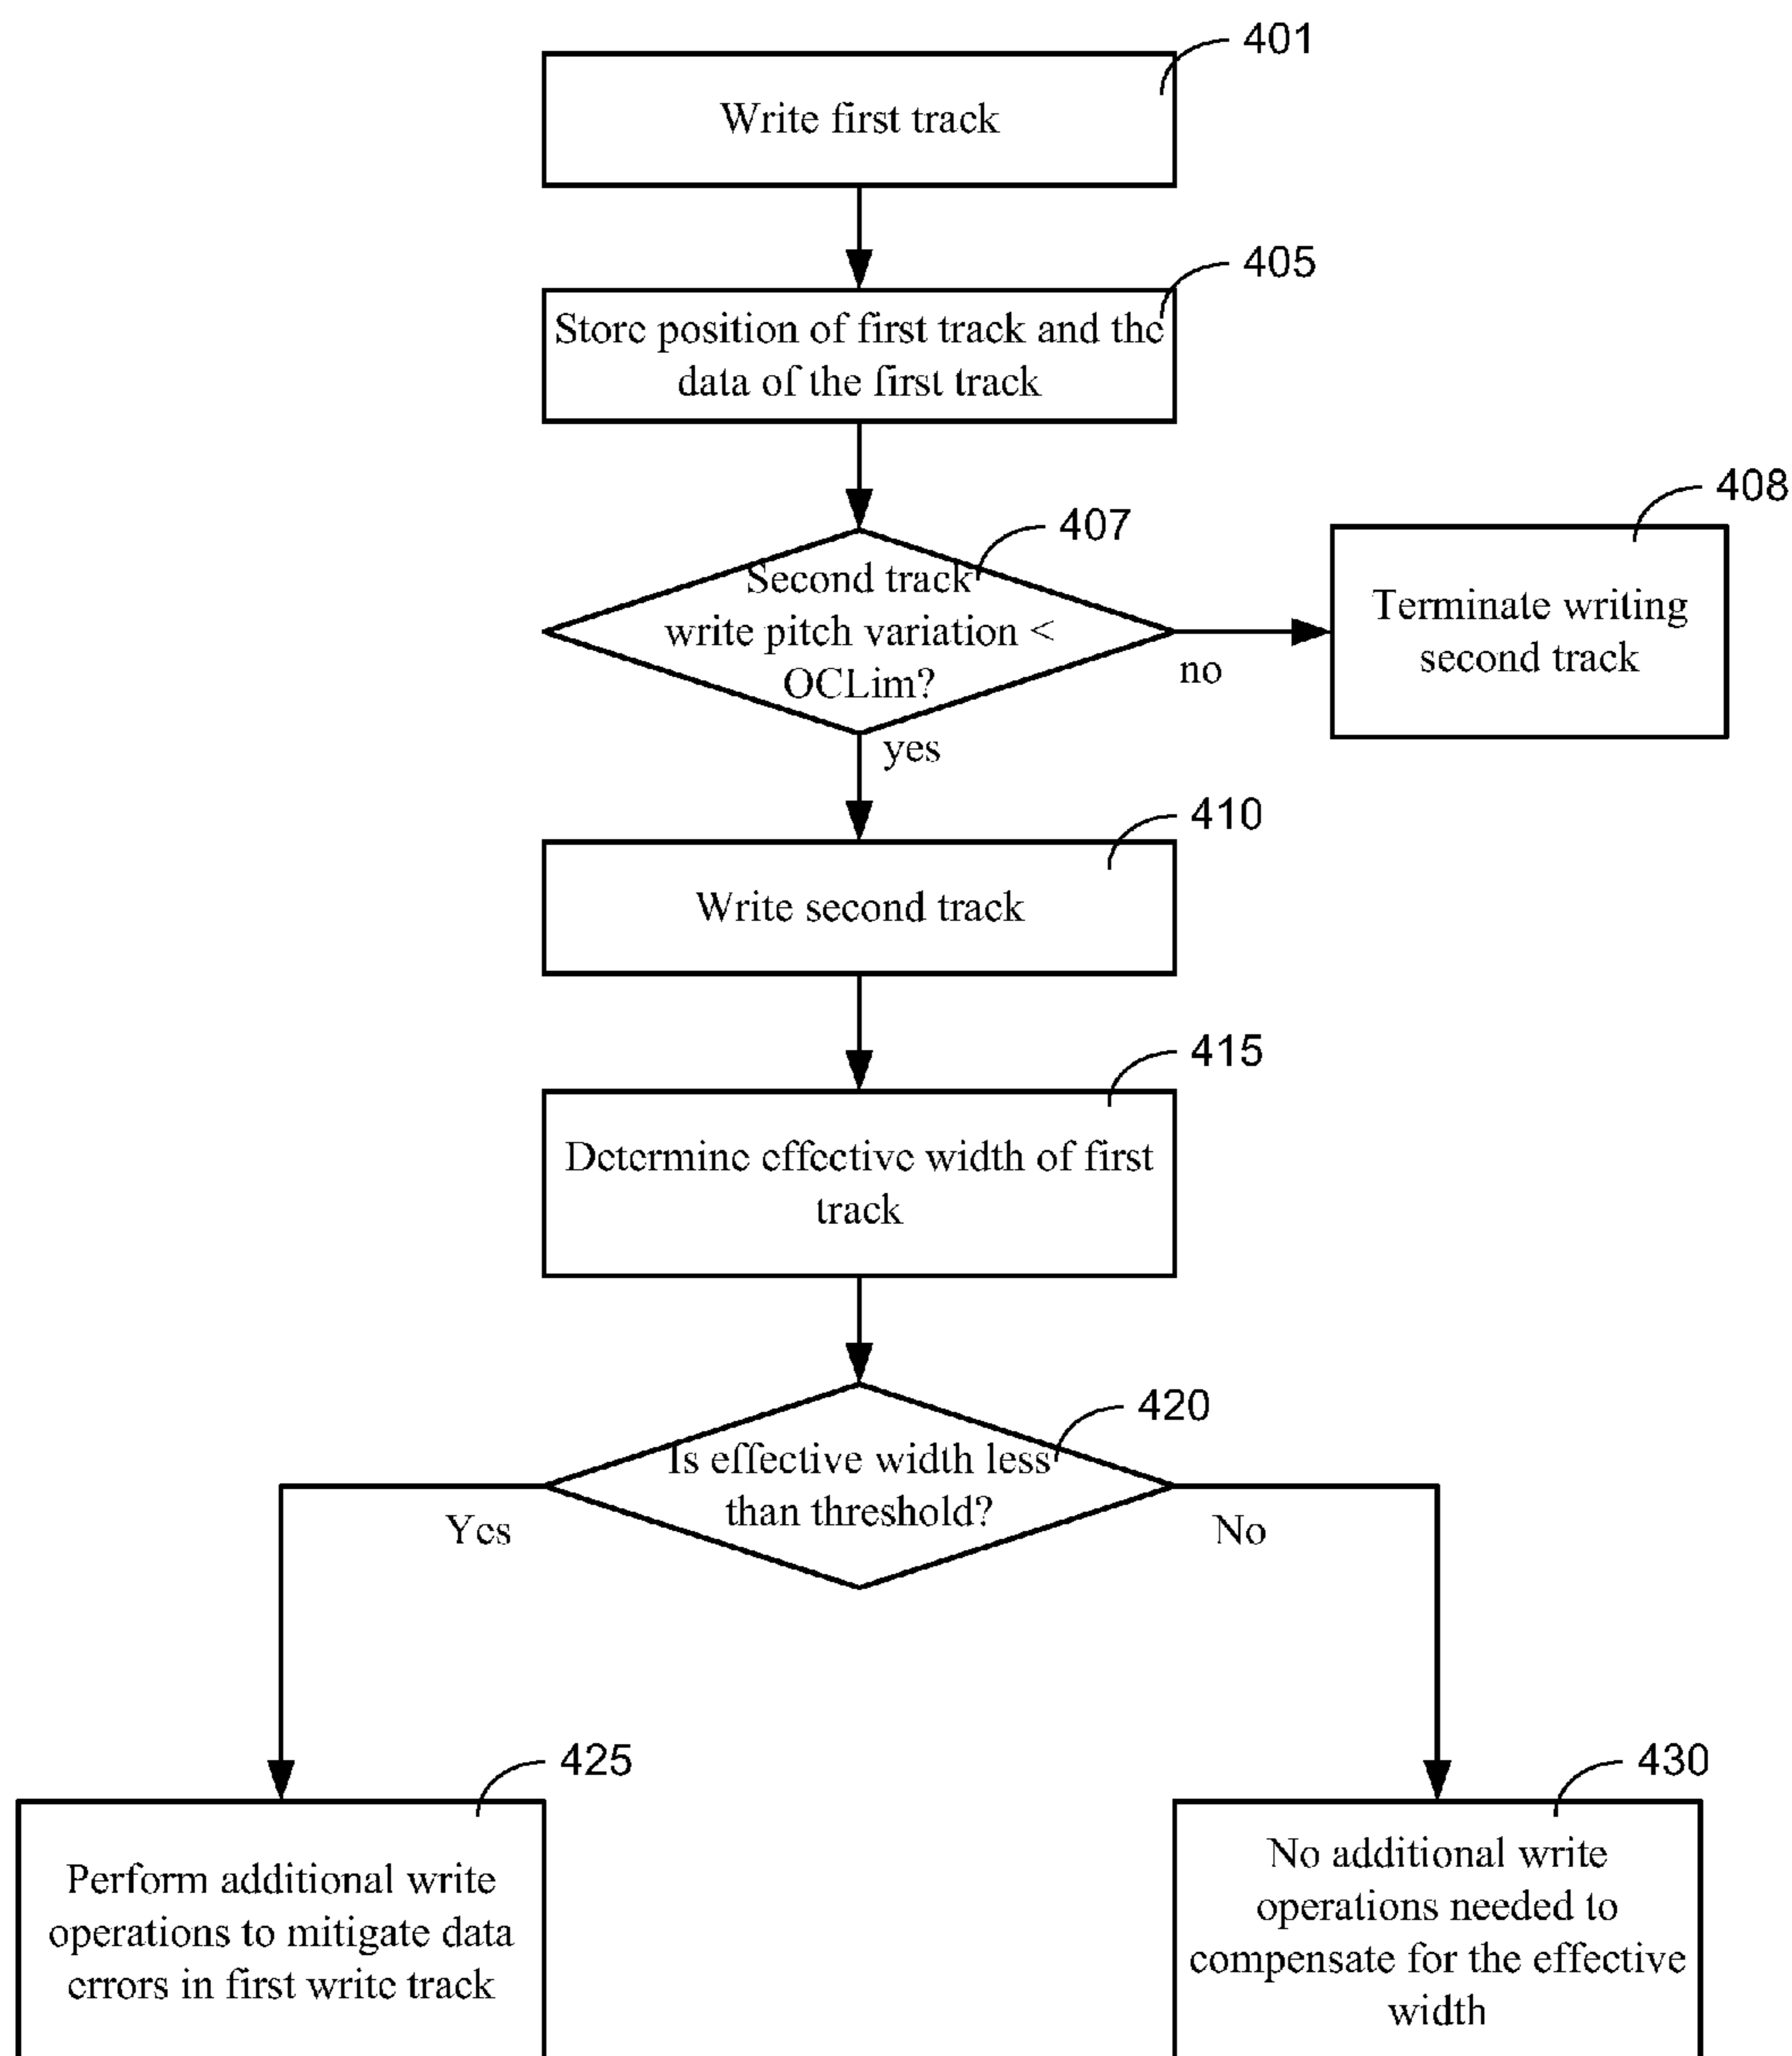 401
Write first track
405
Store position of first track and the
data of the first track
407
408
Second track
write pitch variation <
OCLim?
Terminate writing
second track
no
yes
410
Write second track
415
Determine effective width of first
track
420
Is effective width less
than threshold?
Yes
No
425
430
Perform additional write
operations to mitigate data
errors in first write track
No additional write
operations needed to
compensate for the effective
width